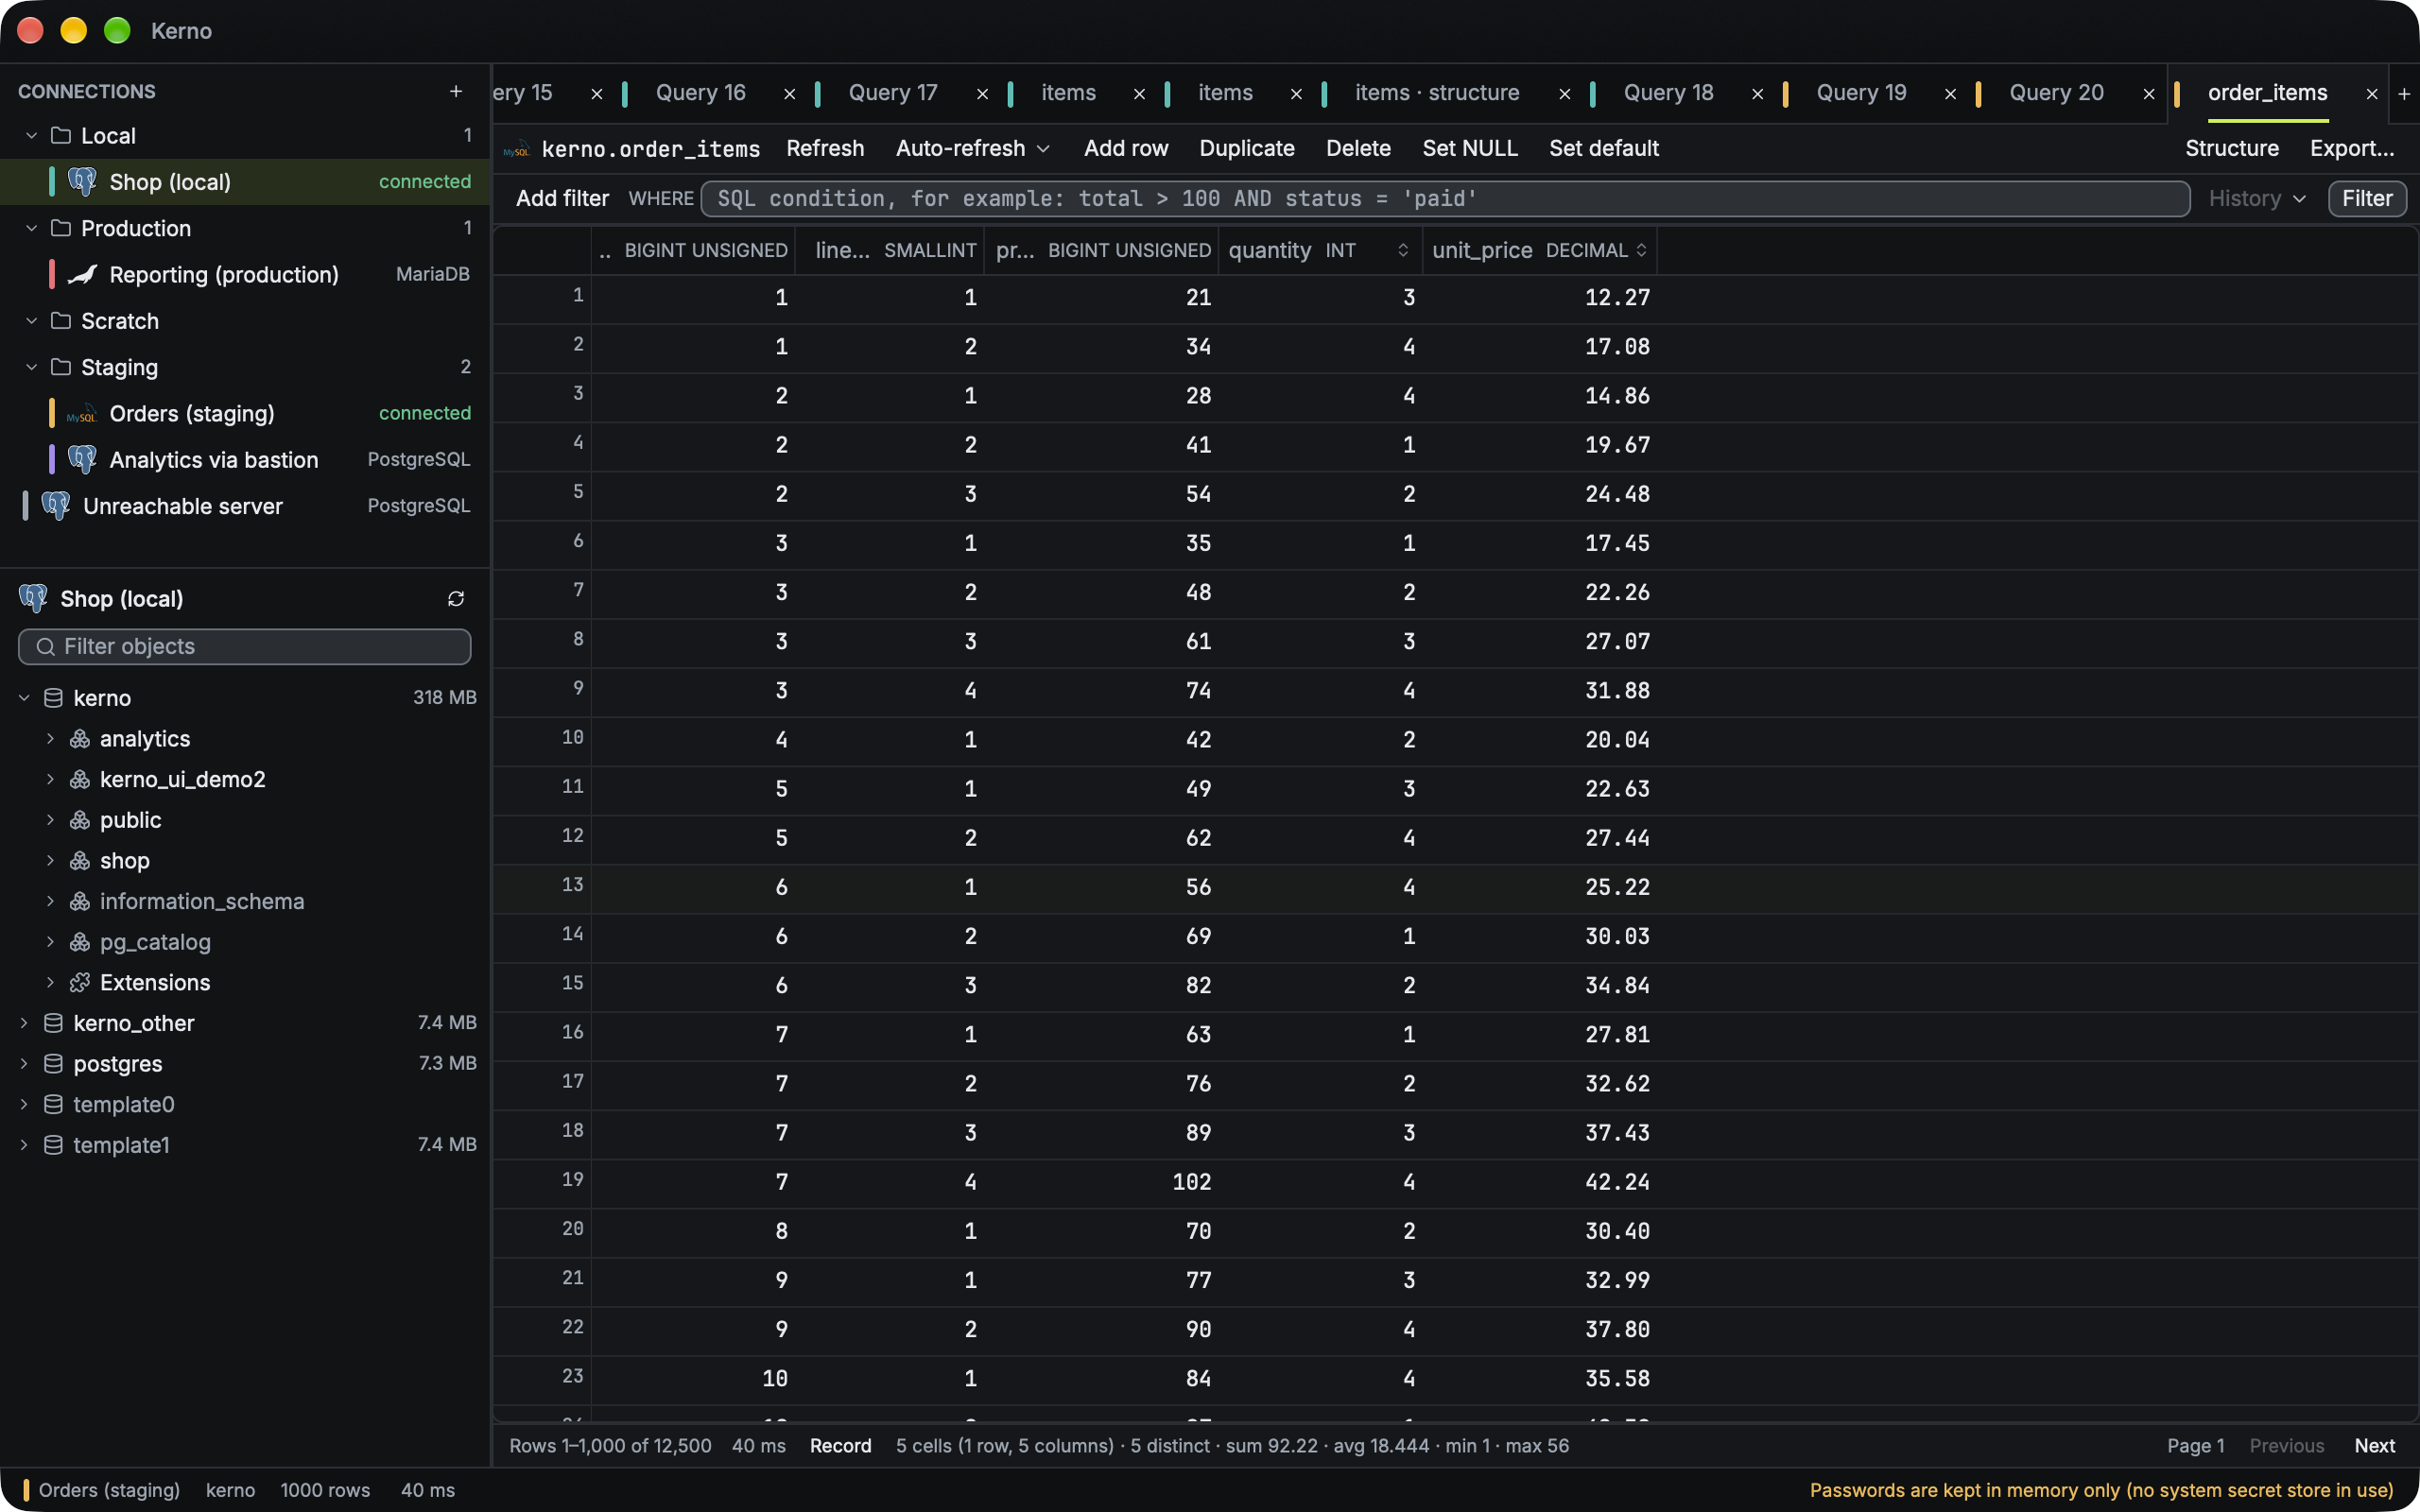 Kerno
CONNECTIONS +
Local 1
Shop (local) connected
Production 1
Reporting (production) MariaDB
Scratch
Staging 2
MySQL Orders (staging) connected
Analytics via bastion PostgreSQL
Unreachable server PostgreSQL
Shop (local)
Filter objects
kerno 318 MB
analytics
kerno_ui_demo2
public
shop
information_schema
pg_catalog
Extensions
kerno_other 7.4 MB
postgres 7.3 MB
template0
template1 7.4 MB
ery 15 × Query 16 × Query 17 × items × items × items · structure × Query 18 × Query 19 × Query 20 × order_items × +
MySQL kerno.order_items Refresh Auto-refresh Add row Duplicate Delete Set NULL Set default Structure Export...
Add filter WHERE SQL condition, for example: total > 100 AND status = 'paid' History Filter
.. BIGINT UNSIGNED line... SMALLINT pr... BIGINT UNSIGNED quantity INT unit_price DECIMAL
1 1 1 21 3 12.27
2 1 2 34 4 17.08
3 2 1 28 4 14.86
4 2 2 41 1 19.67
5 2 3 54 2 24.48
6 3 1 35 1 17.45
7 3 2 48 2 22.26
8 3 3 61 3 27.07
9 3 4 74 4 31.88
10 4 1 42 2 20.04
11 5 1 49 3 22.63
12 5 2 62 4 27.44
13 6 1 56 4 25.22
14 6 2 69 1 30.03
15 6 3 82 2 34.84
16 7 1 63 1 27.81
17 7 2 76 2 32.62
18 7 3 89 3 37.43
19 7 4 102 4 42.24
20 8 1 70 2 30.40
21 9 1 77 3 32.99
22 9 2 90 4 37.80
23 10 1 84 4 35.58
Rows 1–1,000 of 12,500 40 ms Record 5 cells (1 row, 5 columns) · 5 distinct · sum 92.22 · avg 18.444 · min 1 · max 56 Page 1 Previous Next
Orders (staging) kerno 1000 rows 40 ms Passwords are kept in memory only (no system secret store in use)